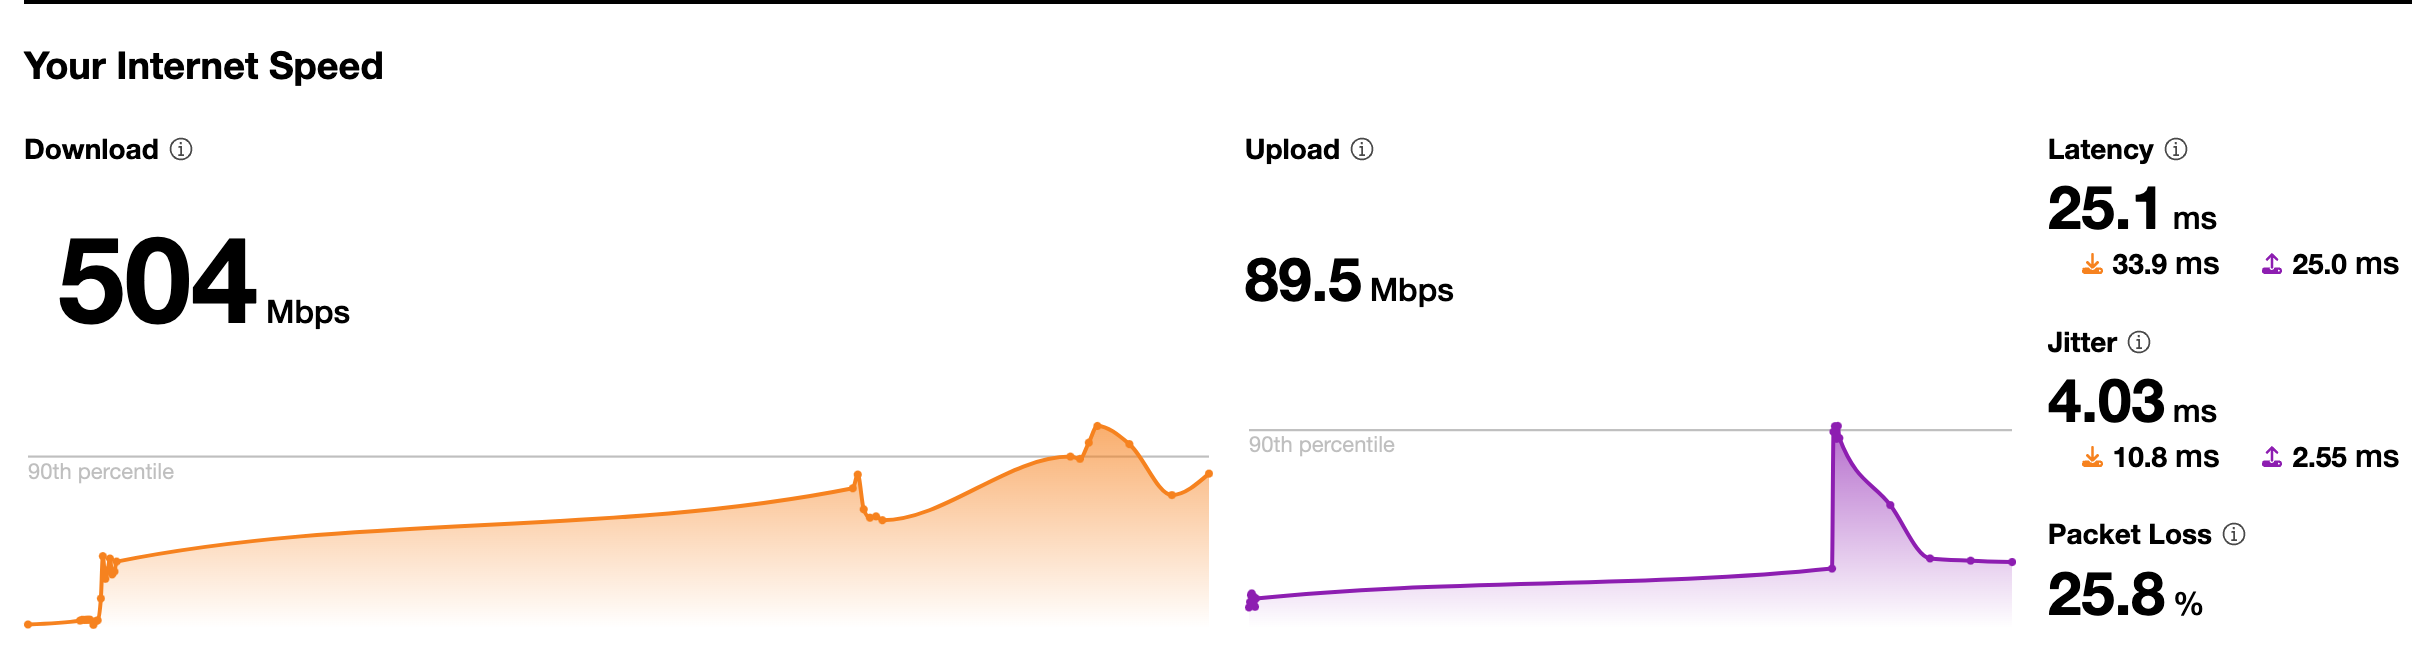 Your Internet Speed
Download
504 Mbps
90th percentile
Upload
89.5 Mbps
90th percentile
Latency
25.1 ms
33.9 ms 25.0 ms
Jitter
4.03 ms
10.8 ms 2.55 ms
Packet Loss
25.8 %